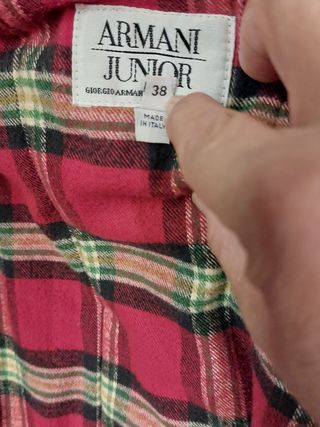 ARMANI
JUNIOR
GIORGIO ARMANI 38
MADE
IN ITALY